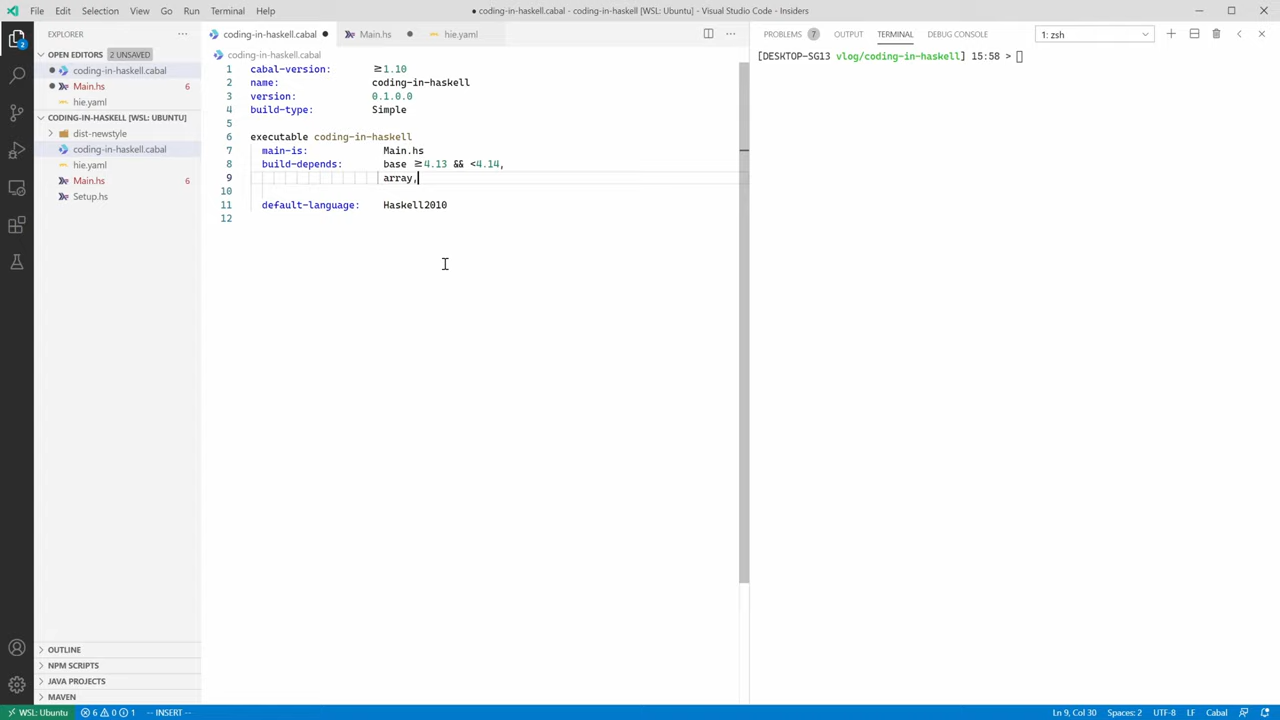 File Edit Selection View Go Run Terminal Help
● coding-in-haskell.cabal - coding-in-haskell [WSL: Ubuntu] - Visual Studio Code - Insiders
2
EXPLORER
OPEN EDITORS 2 UNSAVED
coding-in-haskell.cabal
Main.hs 6
hie.yaml
CODING-IN-HASKELL [WSL: UBUNTU]
dist-newstyle
coding-in-haskell.cabal
hie.yaml
Main.hs 6
Setup.hs
OUTLINE
NPM SCRIPTS
JAVA PROJECTS
MAVEN
coding-in-haskell.cabal Main.hs hie.yaml
coding-in-haskell.cabal
1 cabal-version: ≥1.10
2 name: coding-in-haskell
3 version: 0.1.0.0
4 build-type: Simple
5
6 executable coding-in-haskell
7 main-is: Main.hs
8 build-depends: base ≥4.13 && <4.14,
9 array,
10
11 default-language: Haskell2010
12
PROBLEMS 7 OUTPUT TERMINAL DEBUG CONSOLE 1: zsh
[DESKTOP-SG13 vlog/coding-in-haskell] 15:58 >
WSL: Ubuntu 6 0 1 -- INSERT -- Ln 9, Col 30 Spaces: 2 UTF-8 LF Cabal